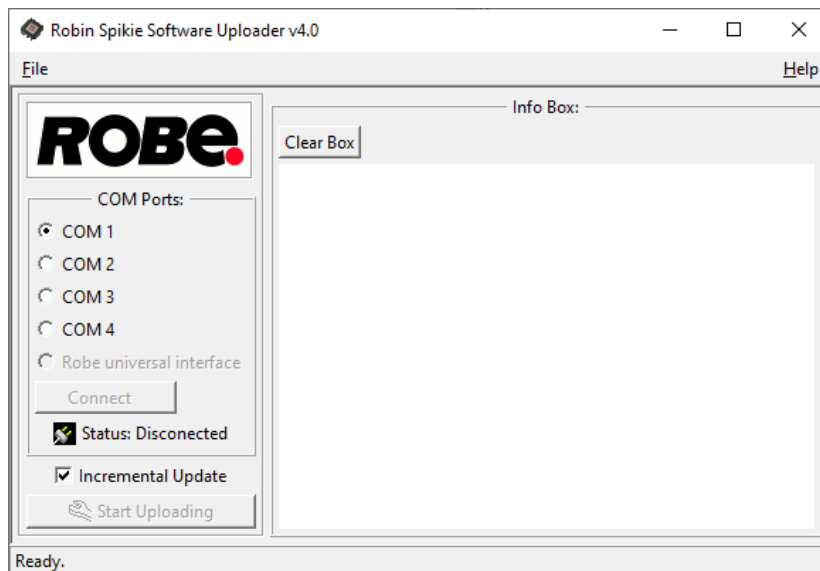 Robin Spikie Software Uploader v4.0
File
Help
ROBE
COM Ports:
COM 1
COM 2
COM 3
COM 4
Robe universal interface
Connect
Status: Disconected
Incremental Update
Start Uploading
Info Box:
Clear Box
Ready.